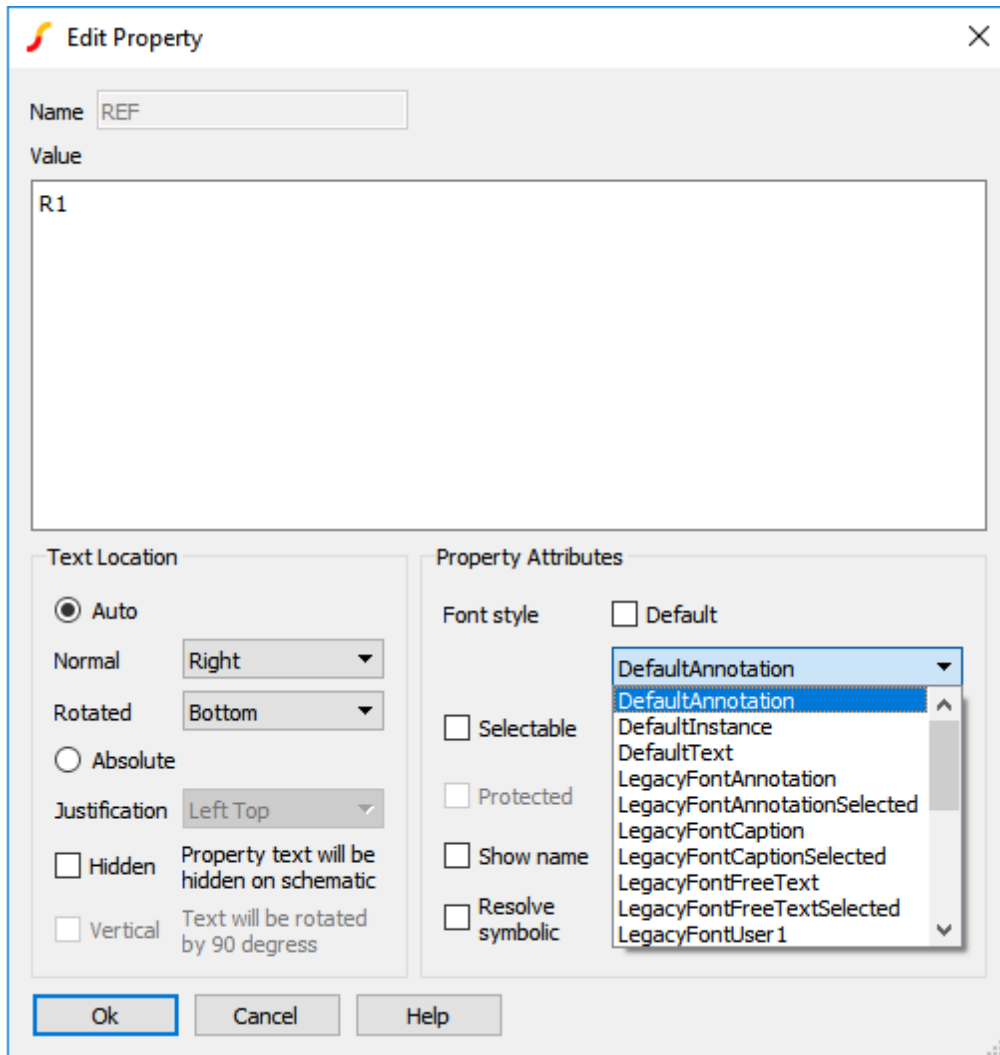 Edit Property
Name REF
Value
R1
Text Location
Auto
Normal Right
Rotated Bottom
Absolute
Justification Left Top
Hidden Property text will be
hidden on schematic
Vertical Text will be rotated
by 90 degress
Property Attributes
Font style Default
DefaultAnnotation
DefaultAnnotation
DefaultInstance
DefaultText
LegacyFontAnnotation
LegacyFontAnnotationSelected
LegacyFontCaption
LegacyFontCaptionSelected
LegacyFontFreeText
LegacyFontFreeTextSelected
LegacyFontUser1
Selectable
Protected
Show name
Resolve
symbolic
Ok Cancel Help